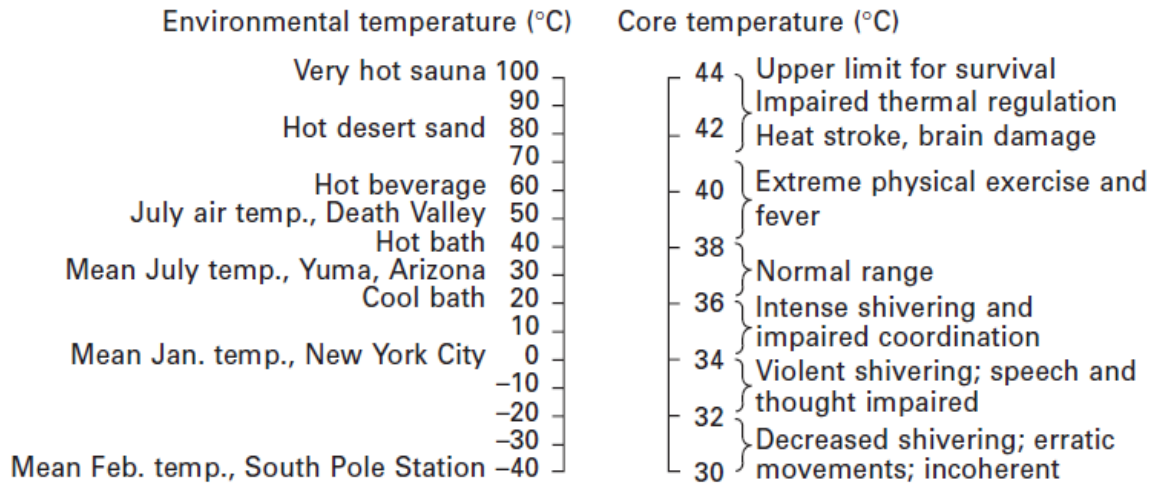 Environmental temperature (°C)
Very hot sauna 100
90
Hot desert sand 80
70
Hot beverage 60
July air temp., Death Valley 50
Hot bath 40
Mean July temp., Yuma, Arizona 30
Cool bath 20
10
Mean Jan. temp., New York City 0
–10
–20
–30
Mean Feb. temp., South Pole Station –40
Core temperature (°C)
44 Upper limit for survival
Impaired thermal regulation
42 Heat stroke, brain damage
40 Extreme physical exercise and
fever
38
Normal range
36 Intense shivering and
impaired coordination
34
Violent shivering; speech and
32 thought impaired
Decreased shivering; erratic
30 movements; incoherent